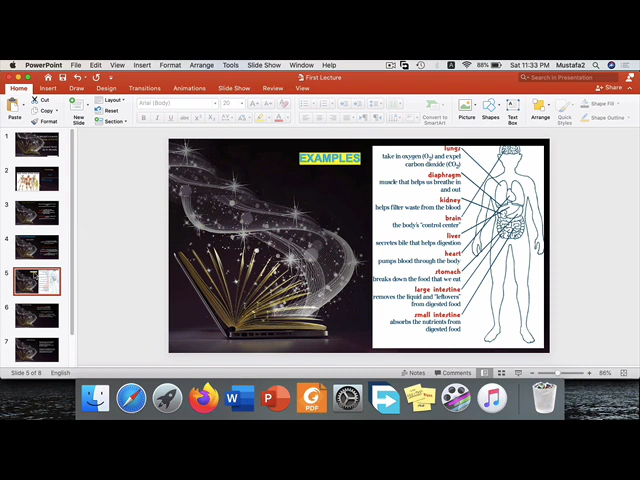 PowerPoint File Edit View Insert Format Arrange Tools Slide Show Window Help
88% Sat 11:33 PM Mustafa2
First Lecture
Search in Presentation
Home Insert Draw Design Transitions Animations Slide Show Review View
Share
Paste
Cut
Copy
Format
New Slide
Layout
Reset
Section
Arial (Body)
20
Convert to SmartArt
Picture
Shapes
Text Box
Arrange
Quick Styles
Shape Fill
Shape Outline
1
2
3
4
5
6
7
EXAMPLES
lungs
take in oxygen (O2) and expel
carbon dioxide (CO2)
diaphragm
muscle that helps us breathe in
and out
kidney
helps filter waste from the blood
brain
the body's "control center"
liver
secretes bile that helps digestion
heart
pumps blood through the body
stomach
breaks down the food that we eat
large intestine
removes the liquid and "leftovers"
from digested food
small intestine
absorbs the nutrients from
digested food
Slide 5 of 8 English
Notes Comments
86%
W
P
PDF